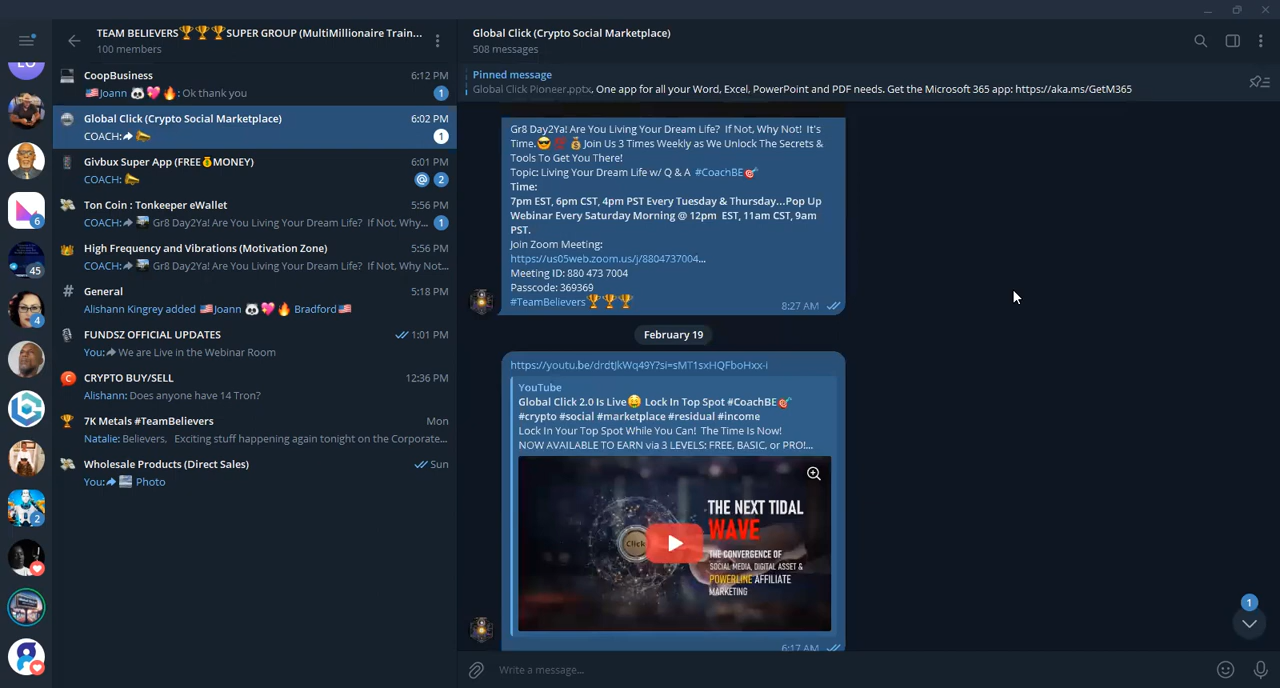 TEAM BELIEVERS🏆🏆🏆SUPER GROUP (MultiMillionaire Train...
100 members
CoopBusiness 6:12 PM
🇺🇸Joann 🐼💖🔥: Ok thank you 1
Global Click (Crypto Social Marketplace) 6:02 PM
COACH: 📣 1
Givbux Super App (FREE💰MONEY) 6:01 PM
COACH: 📣 @ 2
Ton Coin : Tonkeeper eWallet 5:56 PM
COACH: Gr8 Day2Ya! Are You Living Your Dream Life? If Not, Why... 1
High Frequency and Vibrations (Motivation Zone) 5:56 PM
COACH: Gr8 Day2Ya! Are You Living Your Dream Life? If Not, Why Not...
# General 5:18 PM
Alishann Kingrey added 🇺🇸Joann 🐼💖🔥 Bradford🇺🇸
FUNDSZ OFFICIAL UPDATES 1:01 PM
You: We are Live in the Webinar Room
C CRYPTO BUY/SELL 12:36 PM
Alishann: Does anyone have 14 Tron?
7K Metals #TeamBelievers Mon
Natalie: Believers, Exciting stuff happening again tonight on the Corporate...
Wholesale Products (Direct Sales) Sun
You: Photo
6
45
4
2
Global Click (Crypto Social Marketplace)
508 messages
Pinned message
Global Click Pioneer.pptx, One app for all your Word, Excel, PowerPoint and PDF needs. Get the Microsoft 365 app: https://aka.ms/GetM365
Gr8 Day2Ya! Are You Living Your Dream Life? If Not, Why Not! It's
Time.😎💯💰Join Us 3 Times Weekly as We Unlock The Secrets &
Tools To Get You There!
Topic: Living Your Dream Life w/ Q & A #CoachBE🎯
Time:
7pm EST, 6pm CST, 4pm PST Every Tuesday & Thursday...Pop Up
Webinar Every Saturday Morning @ 12pm EST, 11am CST, 9am
PST.
Join Zoom Meeting:
https://us05web.zoom.us/j/8804737004...
Meeting ID: 880 473 7004
Passcode: 369369
#TeamBelievers🏆🏆🏆
8:27 AM
February 19
https://youtu.be/drdtJkWq49Y?si=sMT1sxHQFboHxx-i
YouTube
Global Click 2.0 Is Live🤑 Lock In Top Spot #CoachBE🎯
#crypto #social #marketplace #residual #income
Lock In Your Top Spot While You Can! The Time Is Now!
NOW AVAILABLE TO EARN via 3 LEVELS: FREE, BASIC, or PRO!...
Click
THE NEXT TIDAL
WAVE
THE CONVERGENCE OF
SOCIAL MEDIA, DIGITAL ASSET &
POWERLINE AFFILIATE
MARKETING
6:17 AM
1
Write a message...